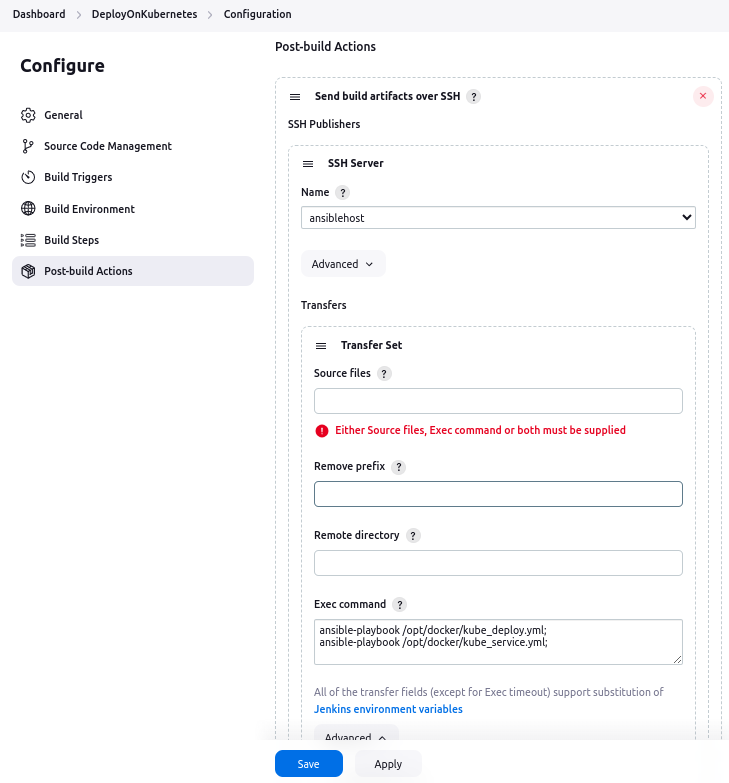 Dashboard > DeployOnKubernetes > Configuration
Configure
General
Source Code Management
Build Triggers
Build Environment
Build Steps
Post-build Actions
Post-build Actions
Send build artifacts over SSH ?
SSH Publishers
SSH Server
Name ?
ansiblehost
Advanced
Transfers
Transfer Set
Source files ?
Either Source files, Exec command or both must be supplied
Remove prefix ?
Remote directory ?
Exec command ?
ansible-playbook /opt/docker/kube_deploy.yml;
ansible-playbook /opt/docker/kube_service.yml;
All of the transfer fields (except for Exec timeout) support substitution of
Jenkins environment variables
Advanced
Save Apply